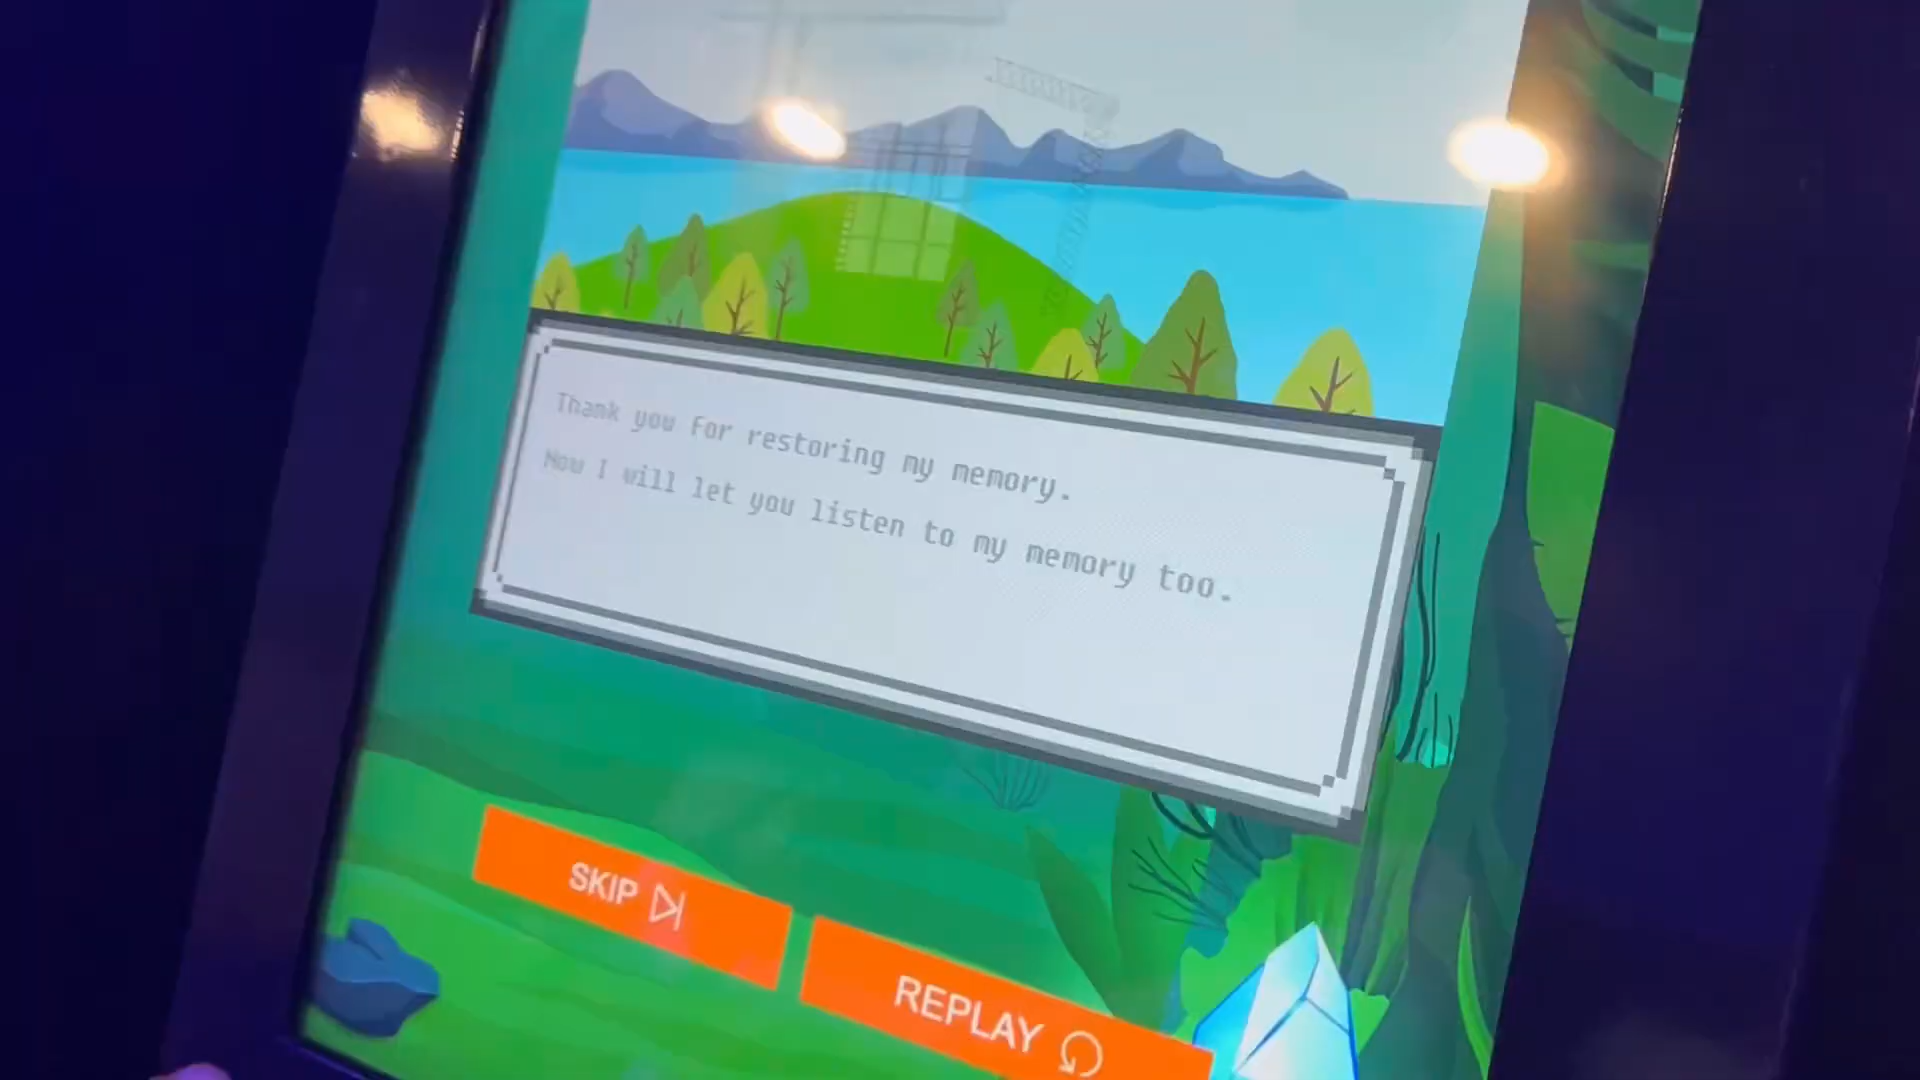 Thank you for restoring my memory.
Now I will let you listen to my memory too.
SKIP
REPLAY